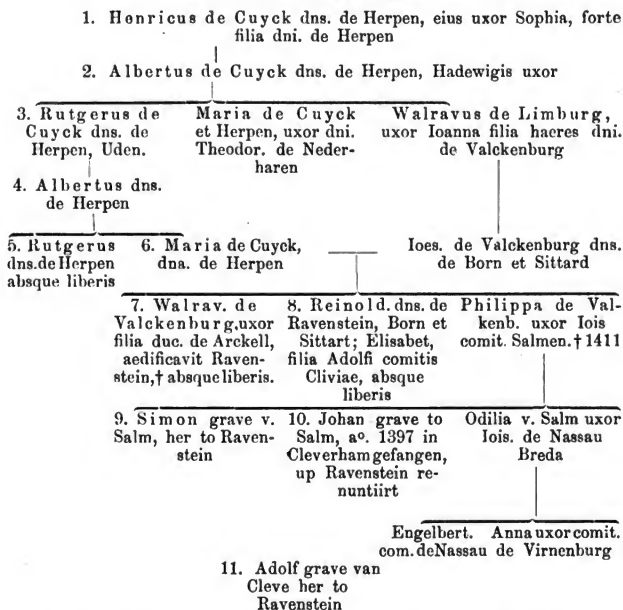 1. Henricus de Cuyck dns. de Herpen, eius uxor Sophia, forte
filia dni. de Herpen
2. Albertus de Cuyck dns. de Herpen, Hadewigis uxor
3. Rutgerus de
Cuyck dns. de
Herpen, Uden.
Maria de Cuyck
et Herpen, uxor dni.
Theodor. de Neder-
haren
Walravus de Limburg,
uxor Ioanna filia haeres dni.
de Valckenburg
4. Albertus dns.
de Herpen
5. Rutgerus
dns. de Herpen
absque liberis
6. Maria de Cuyck,
dna. de Herpen
Ioes. de Valckenburg dns.
de Born et Sittard
7. Walrav. de
Valckenburg, uxor
filia duc. de Arckell,
aedificavit Raven-
stein, † absque liberis.
8. Reinold. dns. de
Ravenstein, Born et
Sittart; Elisabet,
filia Adolfi comitis
Cliviae, absque
liberis
Philippa de Val-
kenb. uxor Iois
comit. Salmen. † 1411
9. Simon grave v.
Salm, her to Raven-
stein
10. Johan grave to
Salm, aº. 1397 in
Cleverham gefangen,
up Ravenstein re-
nuntiirt
Odilia v. Salm uxor
Iois. de Nassau
Breda
Engelbert.
com. de Nassau
Anna uxor comit.
de Virnenburg
11. Adolf grave van
Cleve her to
Ravenstein